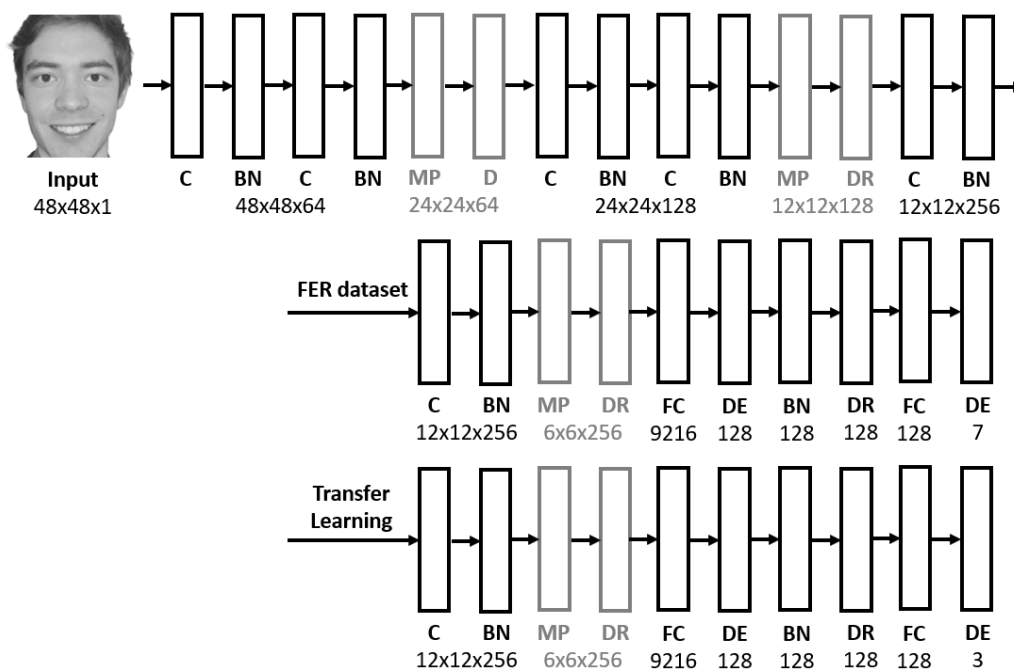 C BN C BN MP D C BN C BN MP DR C BN
Input 48x48x64 24x24x64 24x24x128 12x12x128 12x12x256
48x48x1
FER dataset
C BN MP DR FC DE BN DR FC DE
12x12x256 6x6x256 9216 128 128 128 128 7
Transfer
Learning
C BN MP DR FC DE BN DR FC DE
12x12x256 6x6x256 9216 128 128 128 128 3